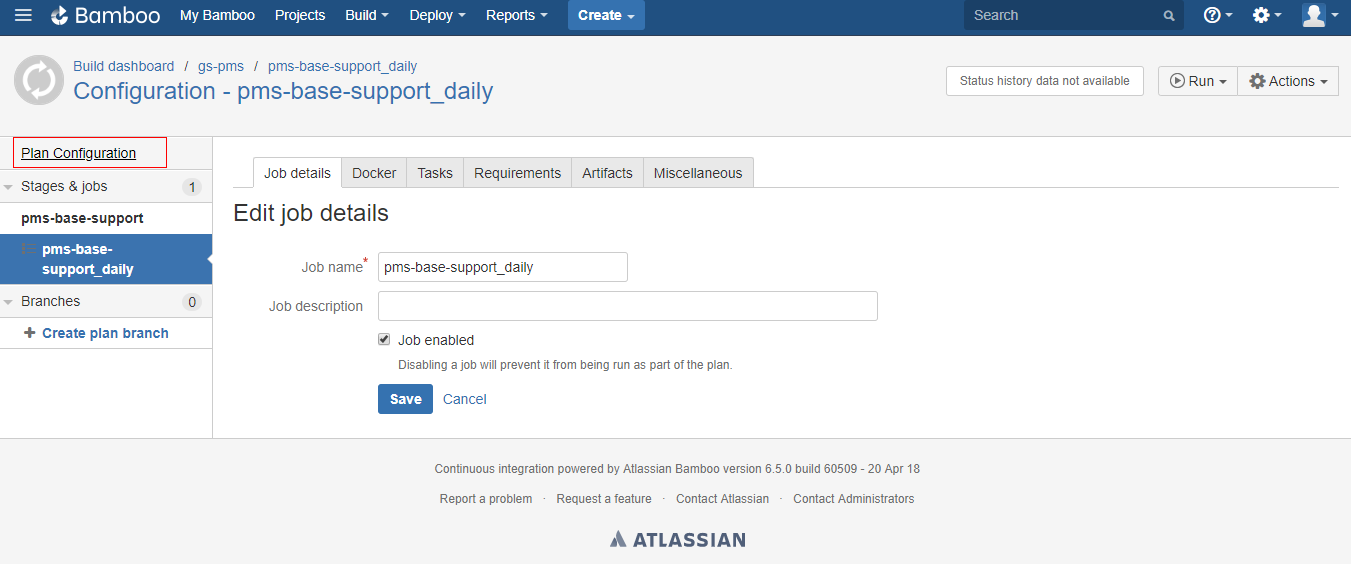 Bamboo My Bamboo Projects Build Deploy Reports Create Search
Build dashboard / gs-pms / pms-base-support_daily
Configuration - pms-base-support_daily
Status history data not available Run Actions
Plan Configuration
Stages & jobs 1
pms-base-support
pms-base-
support_daily
Branches 0
Create plan branch
Job details Docker Tasks Requirements Artifacts Miscellaneous
Edit job details
Job name* pms-base-support_daily
Job description
Job enabled
Disabling a job will prevent it from being run as part of the plan.
Save Cancel
Continuous integration powered by Atlassian Bamboo version 6.5.0 build 60509 - 20 Apr 18
Report a problem · Request a feature · Contact Atlassian · Contact Administrators
ATLASSIAN